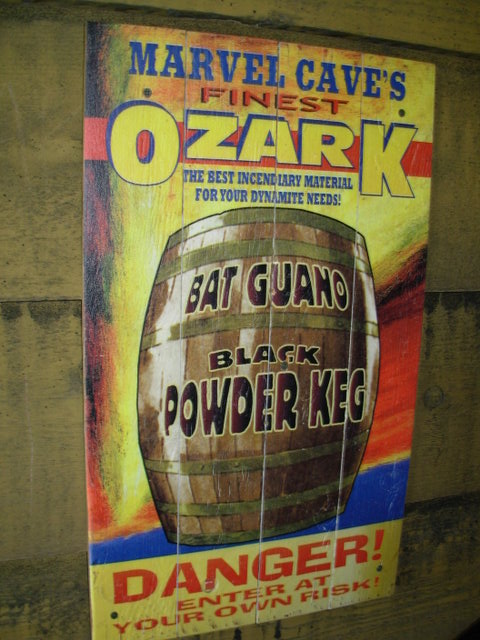 MARVEL CAVE'S
FINEST
OZARK
THE BEST INCENDIARY MATERIAL
FOR YOUR DYNAMITE NEEDS!
BAT GUANO
BLACK
POWDER KEG
DANGER!
ENTER AT
YOUR OWN RISK!